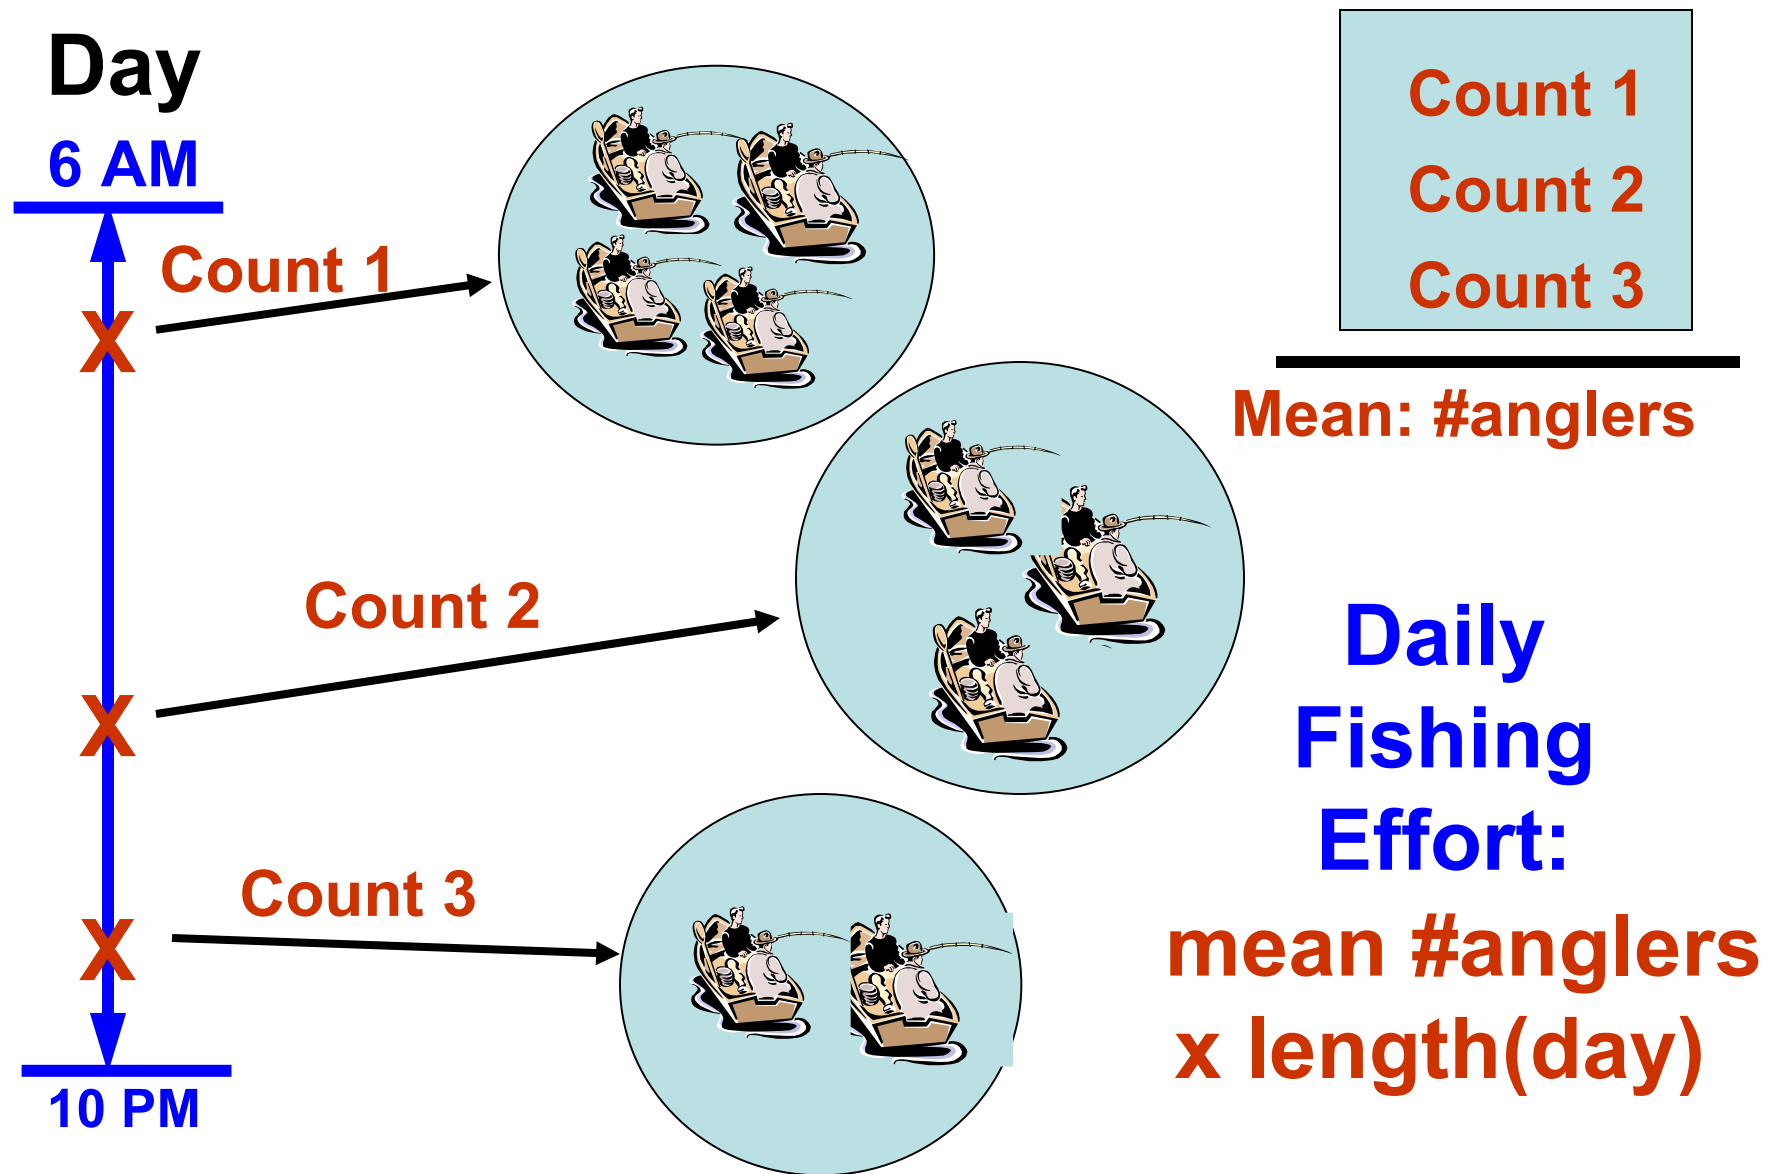 Day
6 AM
Count 1
Count 2
Count 3
10 PM
Count 1
Count 2
Count 3
Mean: #anglers
Daily
Fishing
Effort:
mean #anglers
x length(day)
X
X
X